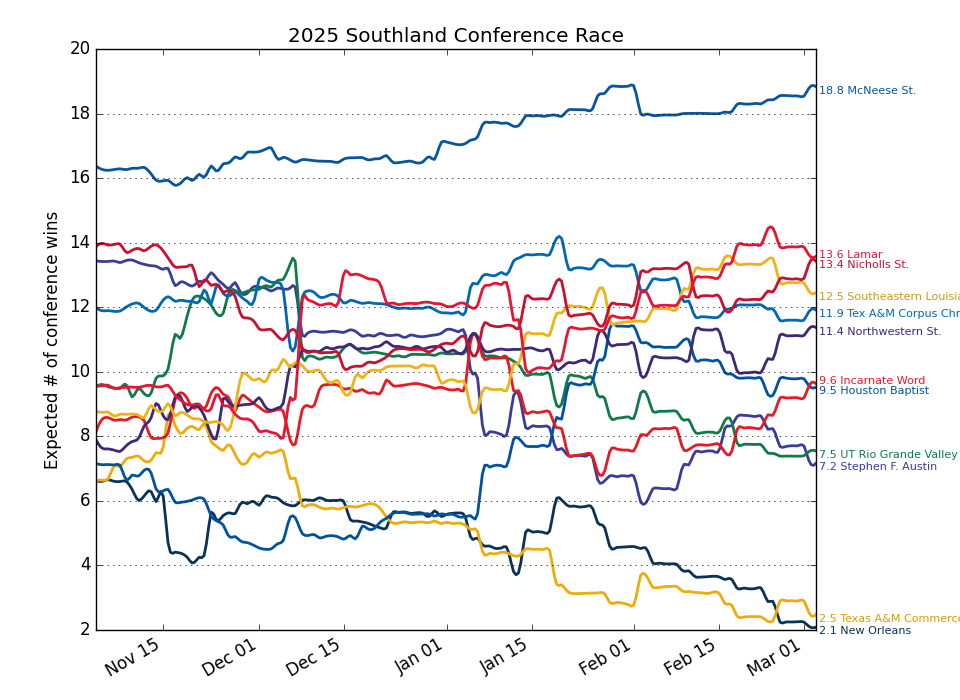 2025 Southland Conference Race
Expected # of conference wins
20
18
16
14
12
10
8
6
4
2
18.8 McNeese St.
13.6 Lamar
13.4 Nicholls St.
12.5 Southeastern Louisia
11.9 Tex A&M Corpus Chr
11.4 Northwestern St.
9.6 Incarnate Word
9.5 Houston Baptist
7.5 UT Rio Grande Valley
7.2 Stephen F. Austin
2.5 Texas A&M Commerce
2.1 New Orleans
Nov 15
Dec 01
Dec 15
Jan 01
Jan 15
Feb 01
Feb 15
Mar 01